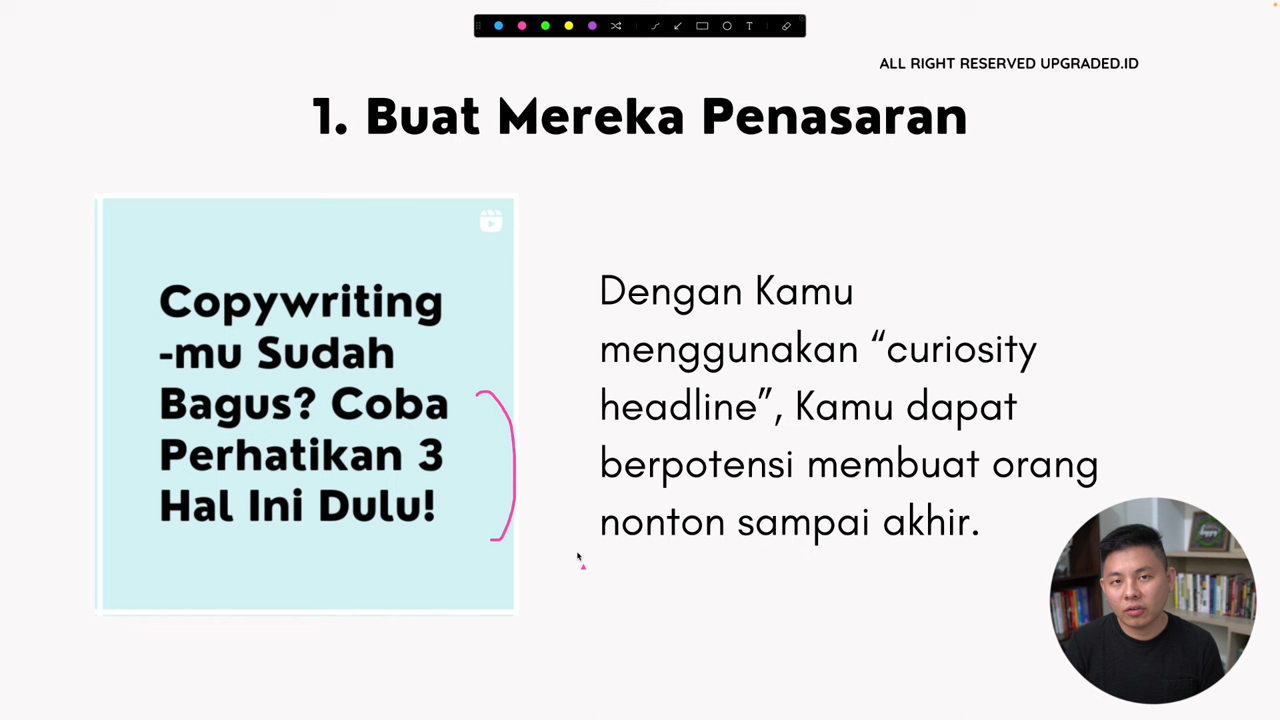 T
ALL RIGHT RESERVED UPGRADED.ID
1. Buat Mereka Penasaran
Copywriting
-mu Sudah
Bagus? Coba
Perhatikan 3
Hal Ini Dulu!
Dengan Kamu
menggunakan “curiosity
headline”, Kamu dapat
berpotensi membuat orang
nonton sampai akhir.